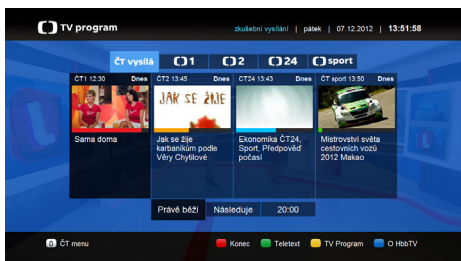 TV program
zkušební vysílání | pátek | 07.12.2012 | 13:51:58
ČT vysílá
1
2
24
sport
ČT1 12:30 Dnes
ČT2 13:45 Dnes
CT24 13:43 Dnes
ČT sport 13:50 Dnes
JAK SE ŽIJE
Sama doma
Jak se žije
karbaníkům podle
Věry Chytilové
Ekonomika ČT24,
Sport, Předpověď
počasí
Mistrovství světa
cestovních vozů
2012 Makao
Právě běží
Následuje
20:00
0 ČT menu
Konec
Teletext
TV Program
O HbbTV